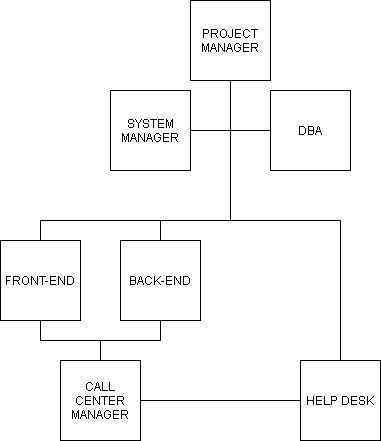 PROJECT
MANAGER
SYSTEM
MANAGER
DBA
FRONT-END
BACK-END
CALL
CENTER
MANAGER
HELP DESK